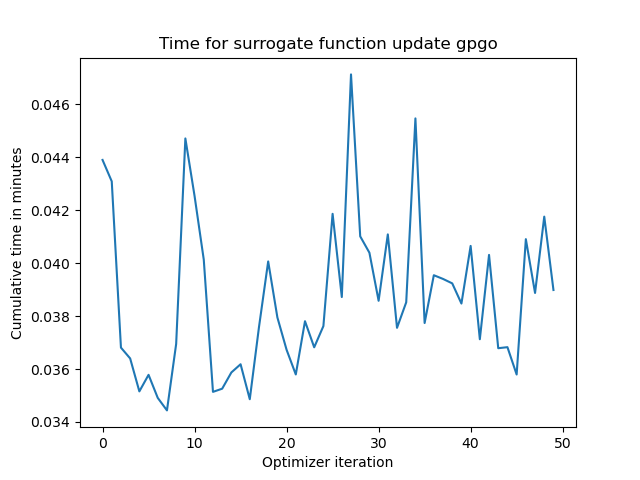 Time for surrogate function update gpgo
Cumulative time in minutes
0.046
0.044
0.042
0.040
0.038
0.036
0.034
0 10 20 30 40 50
Optimizer iteration